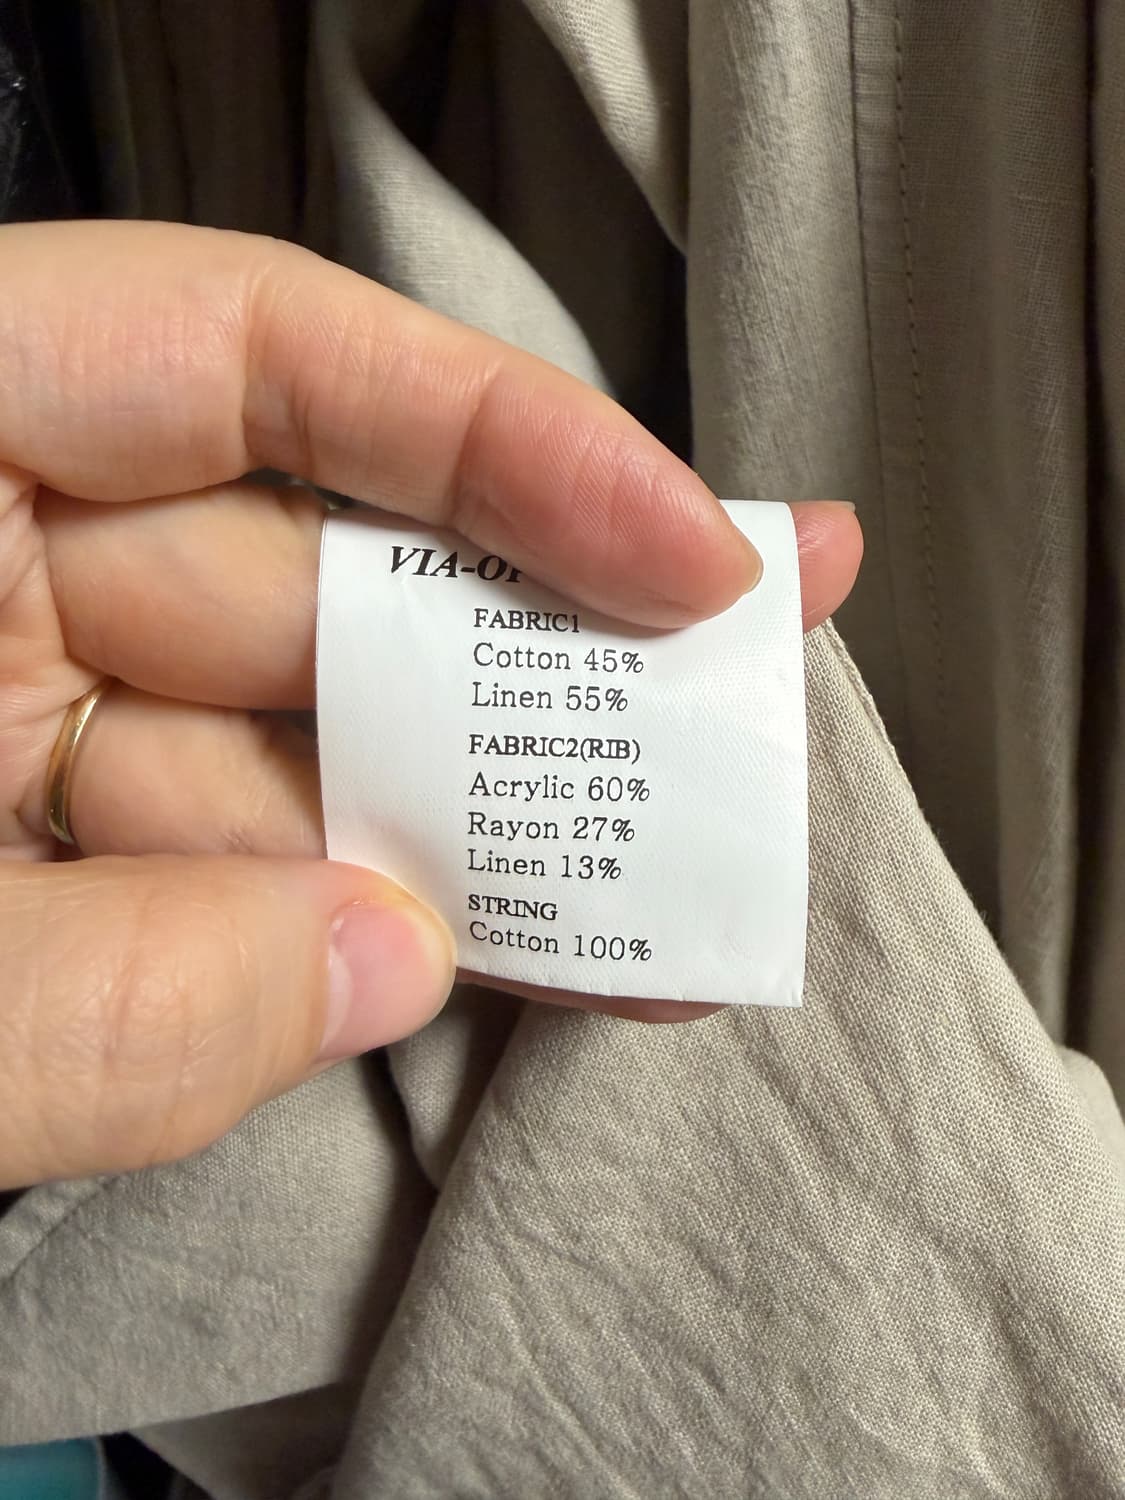 FABRIC1
Cotton 45%
Linen 55%
FABRIC2(RIB)
Acrylic 60%
Rayon 27%
Linen 13%
STRING
Cotton 100%